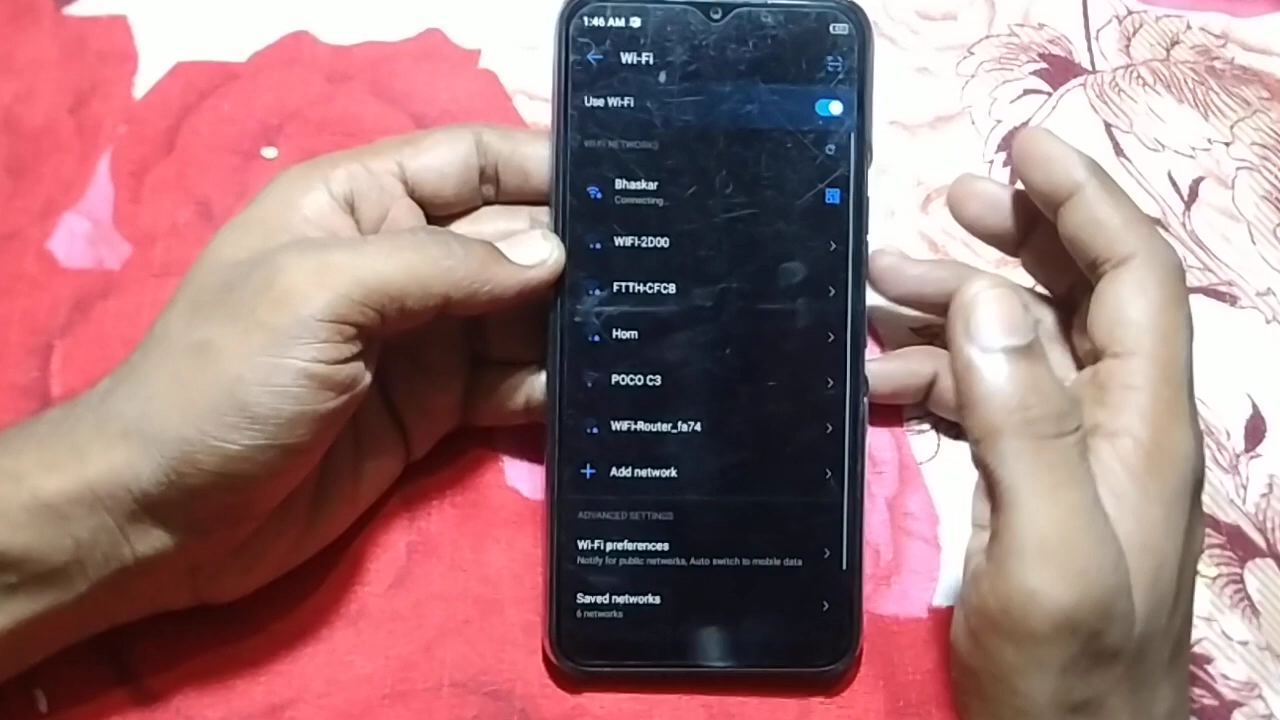 1:46 AM
Wi-Fi
Use Wi-Fi
WI-FI NETWORKS
Bhaskar
Connecting...
WIFI-2D00
FTTH-CFCB
Hom
POCO C3
WiFi-Router_fa74
Add network
ADVANCED SETTINGS
Wi-Fi preferences
Notify for public networks, Auto switch to mobile data
Saved networks
6 networks